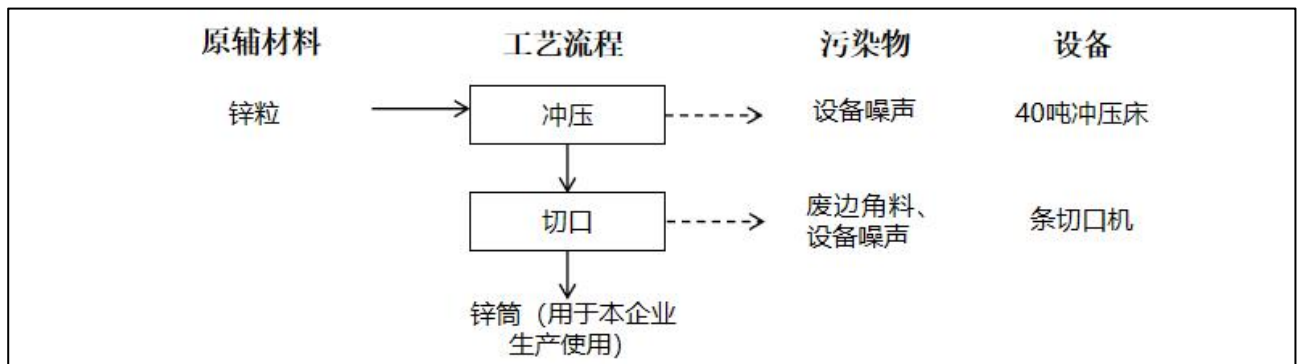 原辅材料 工艺流程 污染物 设备
锌粒 冲压 设备噪声 40吨冲压床
切口 废边角料、
设备噪声 条切口机
锌筒（用于本企业
生产使用）